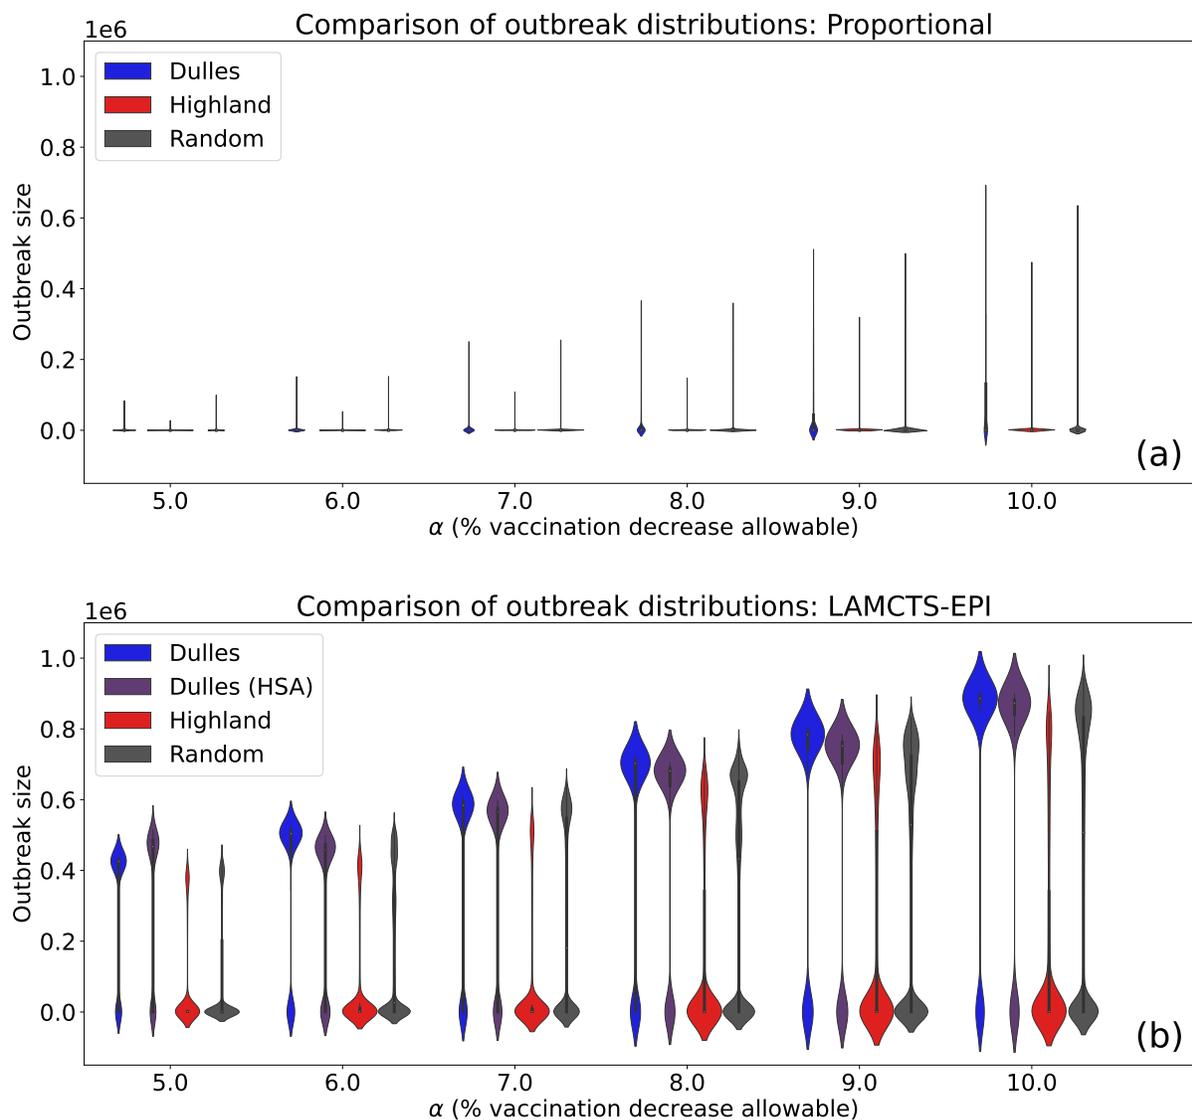 Comparison of outbreak distributions: Proportional
1e6
Dulles
Highland
Random
Outbreak size
1.0
0.8
0.6
0.4
0.2
0.0
(a)
5.0 6.0 7.0 8.0 9.0 10.0
α (% vaccination decrease allowable)
Comparison of outbreak distributions: LAMCTS-EPI
1e6
Dulles
Dulles (HSA)
Highland
Random
Outbreak size
1.0
0.8
0.6
0.4
0.2
0.0
(b)
5.0 6.0 7.0 8.0 9.0 10.0
α (% vaccination decrease allowable)